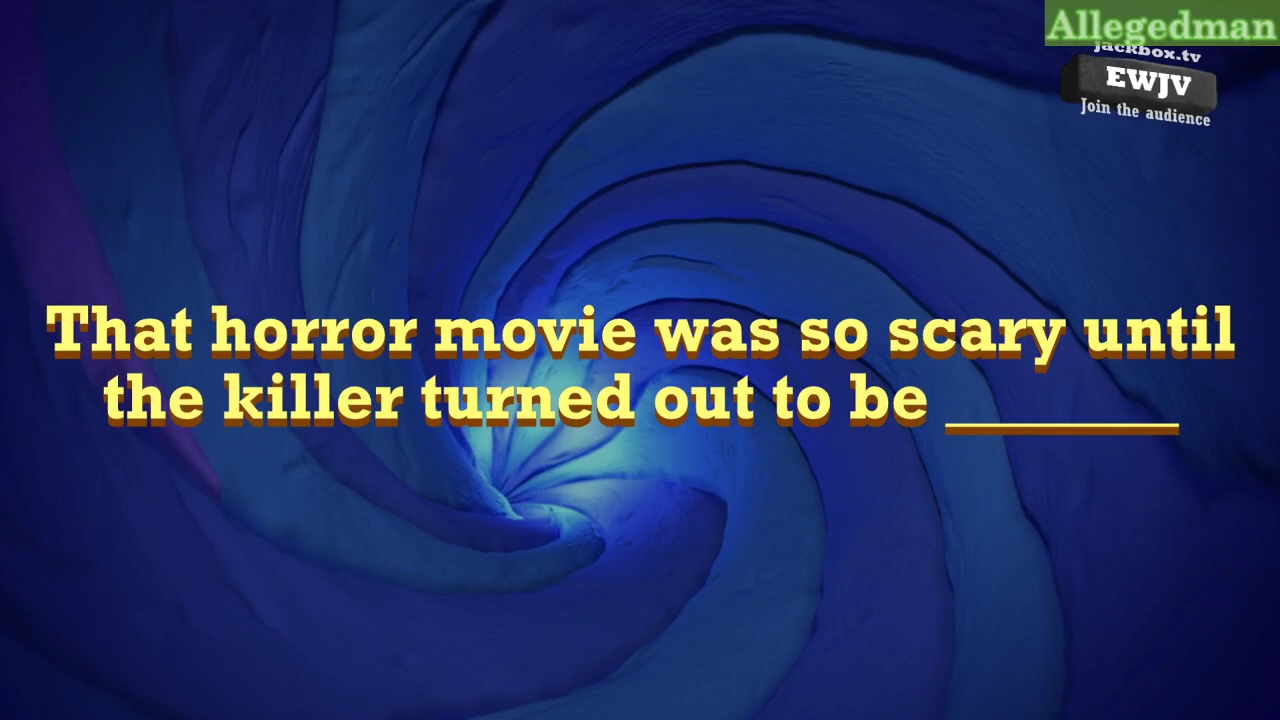 Allegedman
jackbox.tv
EWJV
Join the audience
That horror movie was so scary until
the killer turned out to be ________